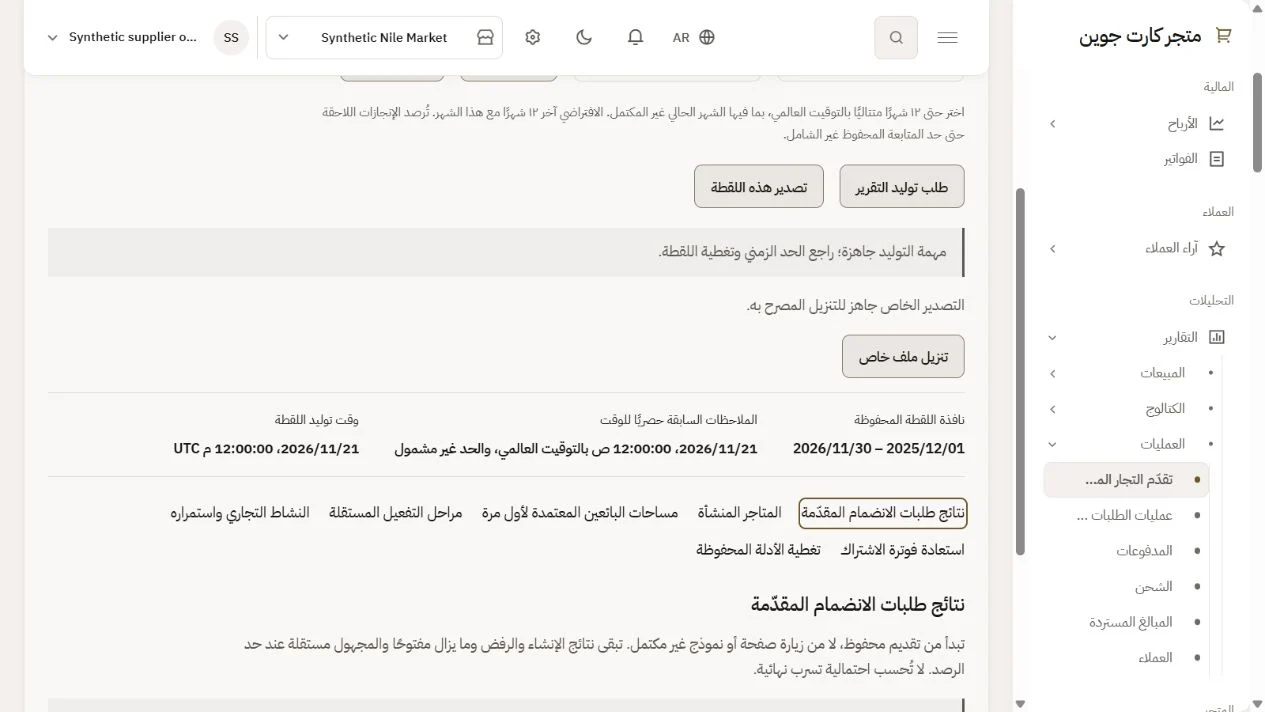 متجر كارت جوين
AR
Synthetic Nile Market
SS
Synthetic supplier o...
المالية
الأرباح
الفواتير
العملاء
آراء العملاء
التحليلات
التقارير
المبيعات
الكتالوج
العمليات
تقدّم التجار المـ...
عمليات الطلبات ...
المدفوعات
الشحن
المبالغ المستردة
العملاء
المتجر
اختر حتى ١٢ شهرًا متتاليًا بالتوقيت العالمي، بما فيها الشهر الحالي غير المكتمل. الافتراضي آخر ١٢ شهرًا مع هذا الشهر. تُرصد الإنجازات اللاحقة
حتى حد المتابعة المحفوظ غير الشامل.
طلب توليد التقرير
تصدير هذه اللقطة
مهمة التوليد جاهزة؛ راجع الحد الزمني وتغطية اللقطة.
التصدير الخاص جاهز للتنزيل المصرح به.
تنزيل ملف خاص
نافذة اللقطة المحفوظة
2025/12/01 – 2026/11/30
الملاحظات السابقة حصريًا للوقت
2026/11/21، 12:00:00 ص بالتوقيت العالمي، والحد غير مشمول
وقت توليد اللقطة
2026/11/21، 12:00:00 م UTC
نتائج طلبات الانضمام المقدّمة
المتاجر المنشأة
مساحات البائعين المعتمدة لأول مرة
مراحل التفعيل المستقلة
النشاط التجاري واستمراره
استعادة فوترة الاشتراك
تغطية الأدلة المحفوظة
نتائج طلبات الانضمام المقدّمة
تبدأ من تقديم محفوظ، لا من زيارة صفحة أو نموذج غير مكتمل. تبقى نتائج الإنشاء والرفض وما يزال مفتوحًا والمجهول مستقلة عند حد
الرصد. لا تُحسب احتمالية تسرب نهائية.